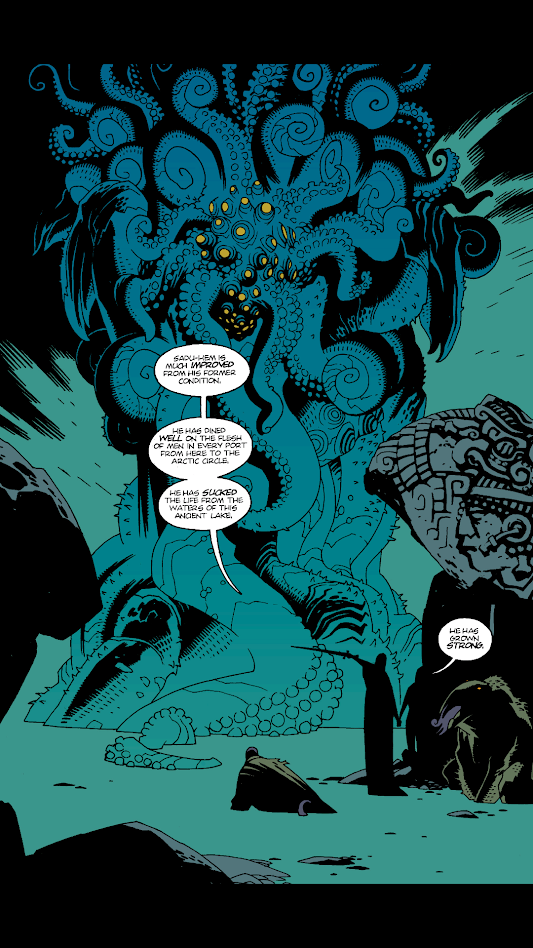 SADU-HEM IS
MUCH IMPROVED
FROM HIS FORMER
CONDITION.
HE HAS DINED
WELL ON THE FLESH
OF MEN IN EVERY PORT
FROM HERE TO THE
ARCTIC CIRCLE.
HE HAS SUCKED
THE LIFE FROM THE
WATERS OF THIS
ANCIENT LAKE.
HE HAS
GROWN
STRONG.